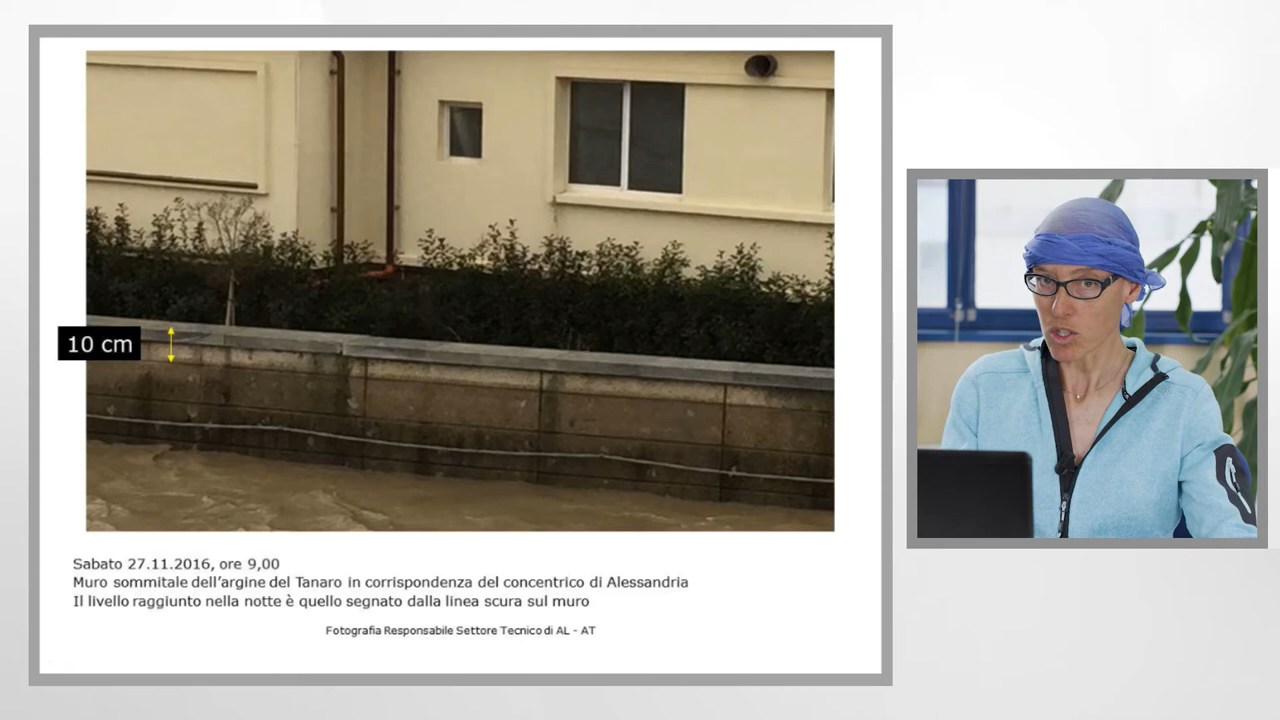 10 cm
Sabato 27.11.2016, ore 9,00
Muro sommitale dell'argine del Tanaro in corrispondenza del concentrico di Alessandria
Il livello raggiunto nella notte è quello segnato dalla linea scura sul muro
Fotografia Responsabile Settore Tecnico di AL - AT